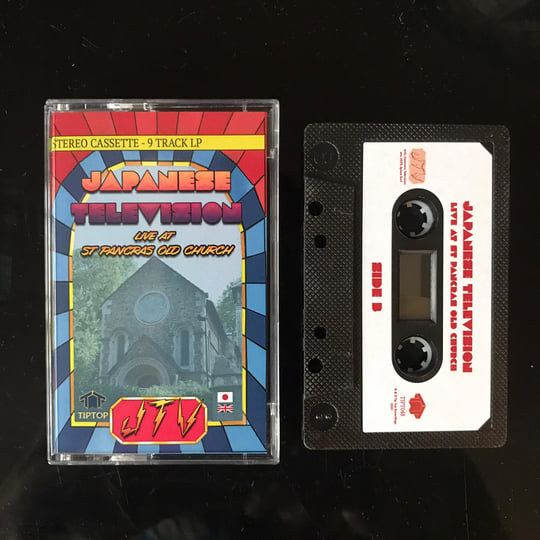 STEREO CASSETTE - 9 TRACK LP
JAPANESE
TELEVISION
LIVE AT
ST PANCRAS OLD CHURCH
TIPTOP
JTV
JTV
JAPANESE TELEVISION
LIVE AT ST PANCRAS OLD CHURCH
SIDE B